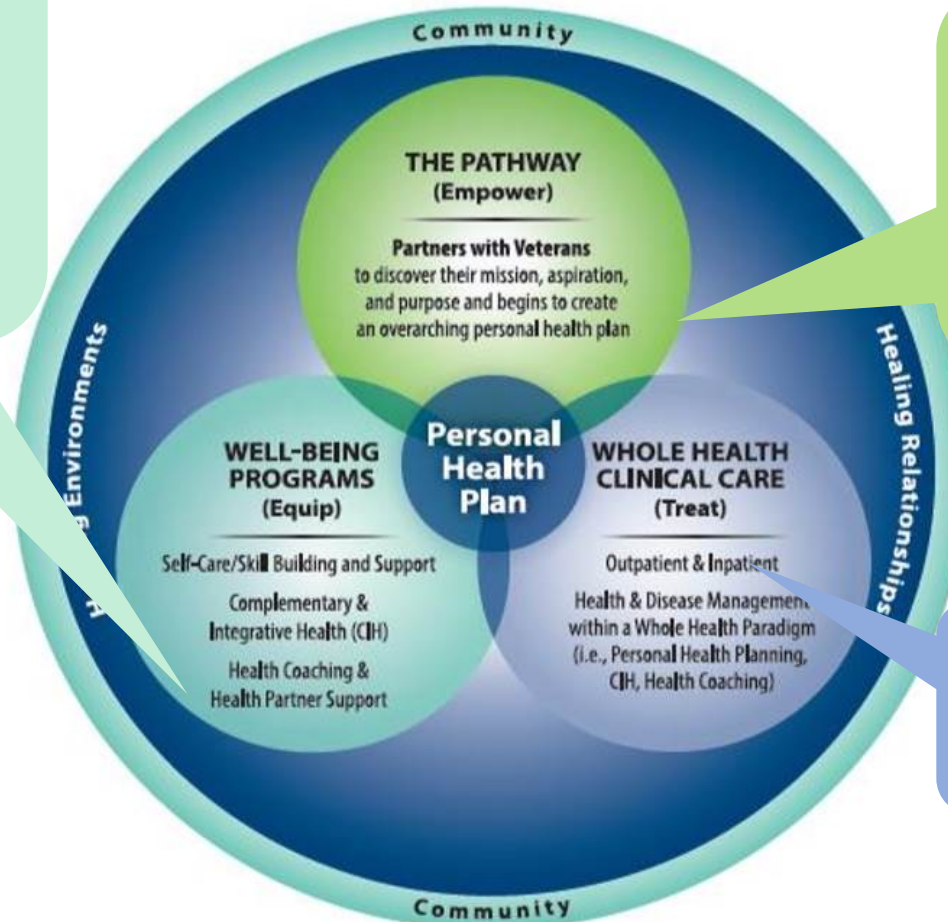 Community
THE PATHWAY
(Empower)
Partners with Veterans
to discover their mission, aspiration,
and purpose and begins to create
an overarching personal health plan
Environments
Healing Relationships
Personal
Health
Plan
WELL-BEING
PROGRAMS
(Equip)
Self-Care/Skill Building and Support
Complementary &
Integrative Health (CIH)
Health Coaching &
Health Partner Support
WHOLE HEALTH
CLINICAL CARE
(Treat)
Outpatient & Inpatient
Health & Disease Management
within a Whole Health Paradigm
(i.e., Personal Health Planning,
CIH, Health Coaching)
Community